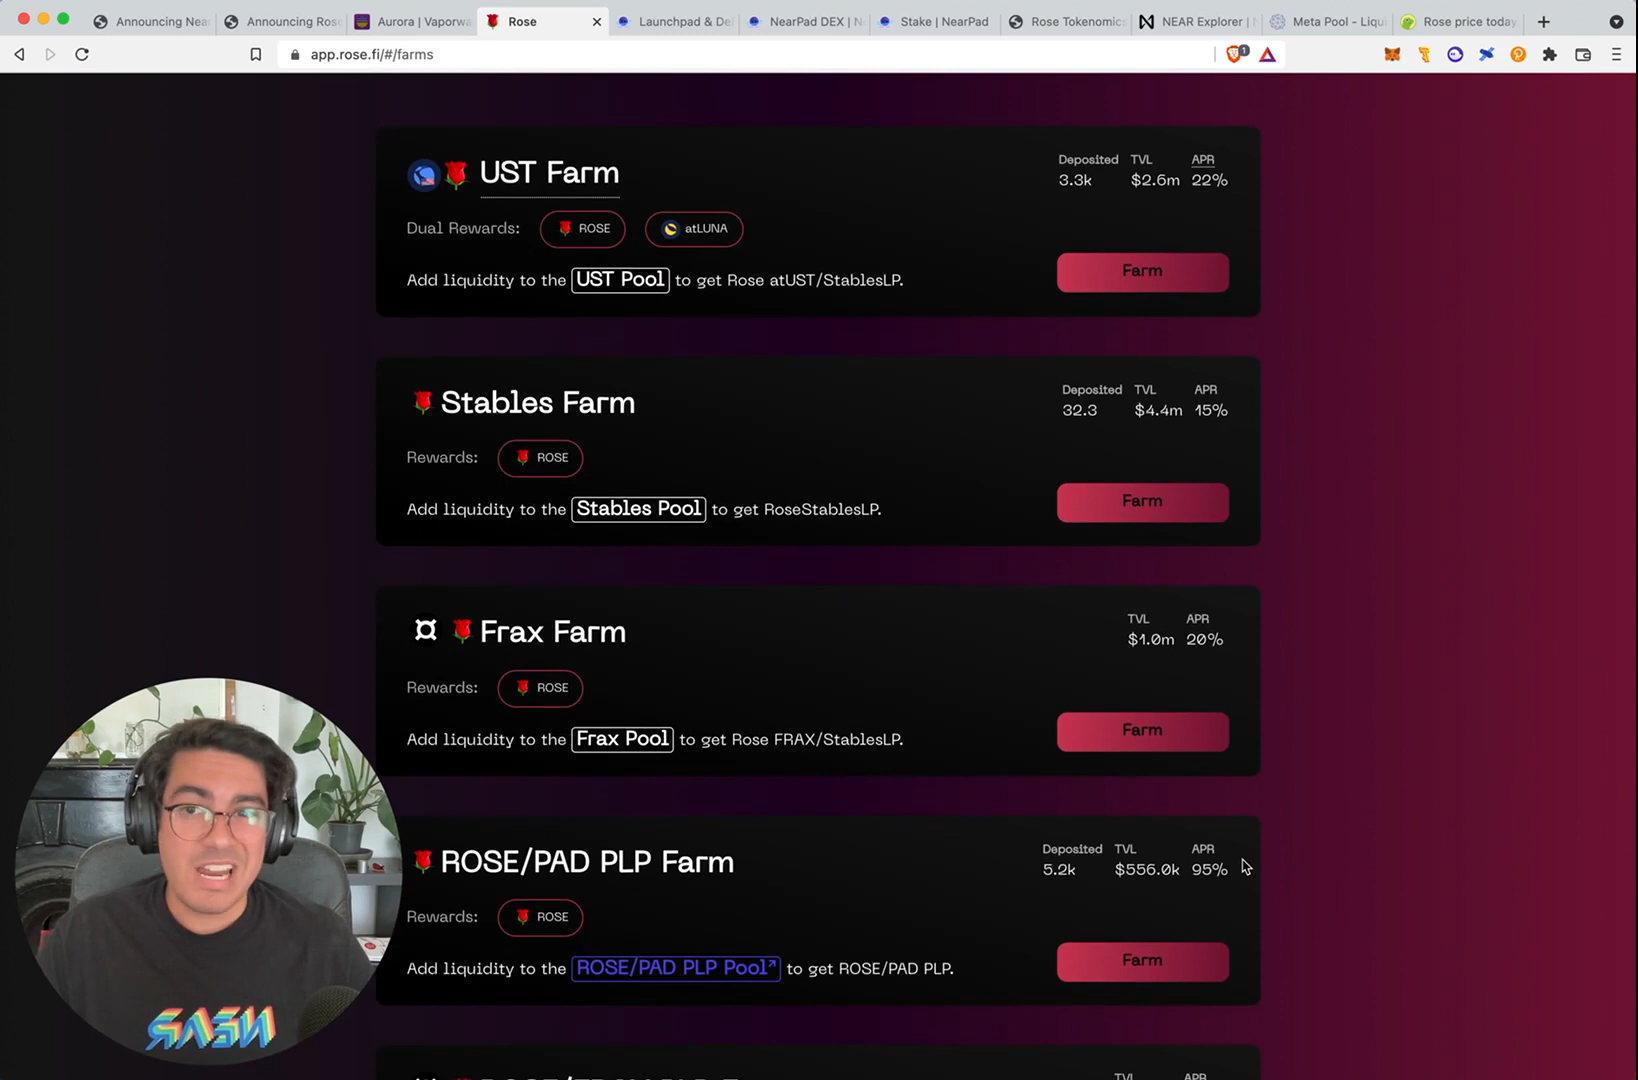 Announcing Near
Announcing Ros
Aurora | Vaporwa
Rose
Launchpad & De
NearPad DEX | N
Stake | NearPad
Rose Tokenomics
NEAR Explorer |
Meta Pool - Liqui
Rose price today
app.rose.fi/#/farms
1
UST Farm
Deposited TVL APR
3.3k $2.6m 22%
Dual Rewards: ROSE atLUNA
Add liquidity to the UST Pool to get Rose atUST/StablesLP.
Farm
Stables Farm
Deposited TVL APR
32.3 $4.4m 15%
Rewards: ROSE
Add liquidity to the Stables Pool to get RoseStablesLP.
Farm
Frax Farm
TVL APR
$1.0m 20%
Rewards: ROSE
Add liquidity to the Frax Pool to get Rose FRAX/StablesLP.
Farm
ROSE/PAD PLP Farm
Deposited TVL APR
5.2k $556.0k 95%
Rewards: ROSE
Add liquidity to the ROSE/PAD PLP Pool↗ to get ROSE/PAD PLP.
Farm
TVL APR
NEAR